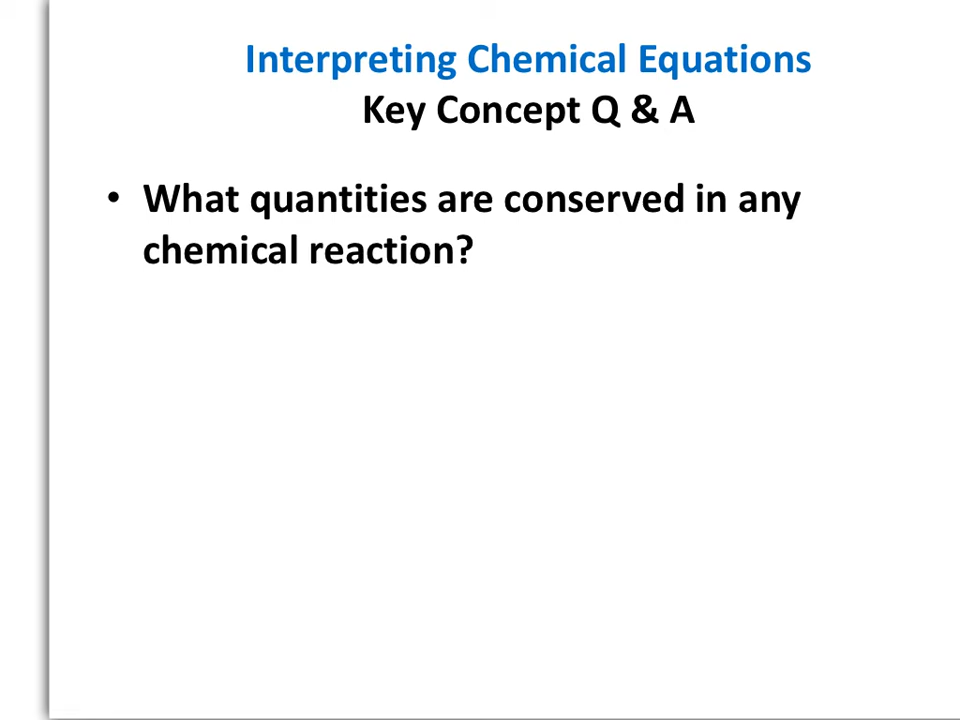 Interpreting Chemical Equations
Key Concept Q & A
• What quantities are conserved in any
chemical reaction?